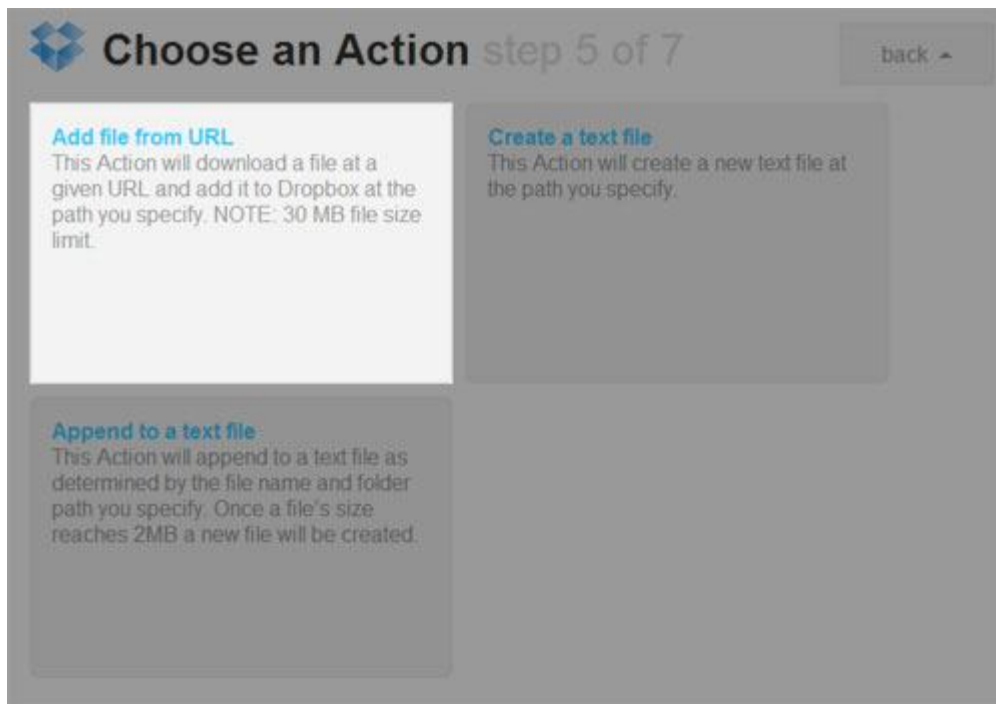 Choose an Action step 5 of 7
back
Add file from URL
This Action will download a file at a
given URL and add it to Dropbox at the
path you specify. NOTE: 30 MB file size
limit.
Create a text file
This Action will create a new text file at
the path you specify.
Append to a text file
This Action will append to a text file as
determined by the file name and folder
path you specify. Once a file's size
reaches 2MB a new file will be created.